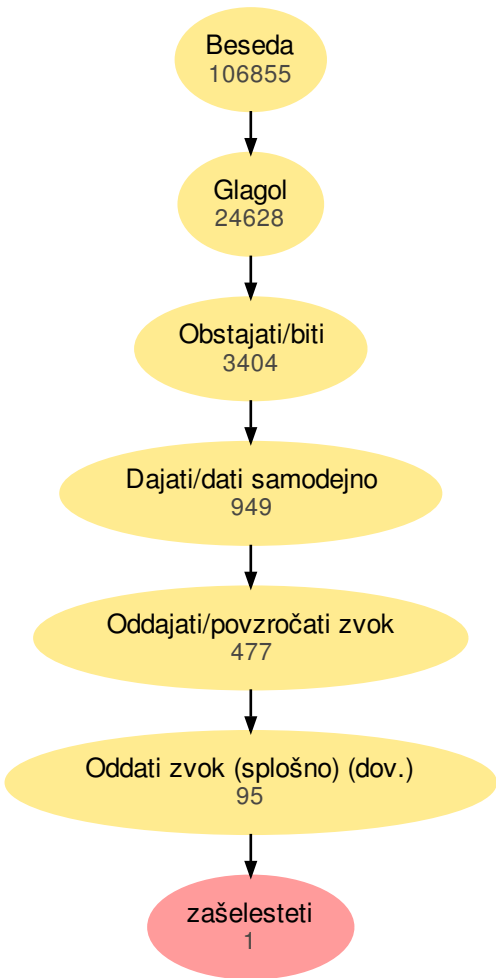 Beseda
106855
Glagol
24628
Obstajati/biti
3404
Dajati/dati samodejno
949
Oddajati/povzročati zvok
477
Oddati zvok (splošno) (dov.)
95
zašelesteti
1